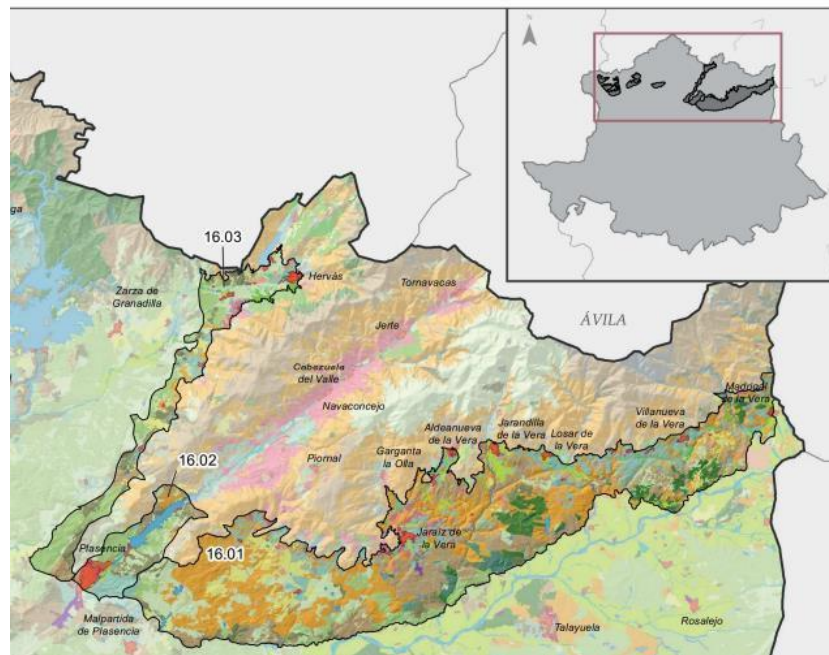 ga
16.03
Zarza de
Granadilla
Hervás
Tornavacas
ÁVILA
Jerte
Cabezuela
del Valle
Navaconcejo
Madrigal
de la Vera
Villanueva
de la Vera
Jarandilla
de la Vera
Losar de
la Vera
Aldeanueva
de la Vera
Garganta
la Olla
Piornal
16.02
Plasencia
16.01
Jaraíz de
la Vera
Malpartida
de Plasencia
Talayuela
Rosalejo